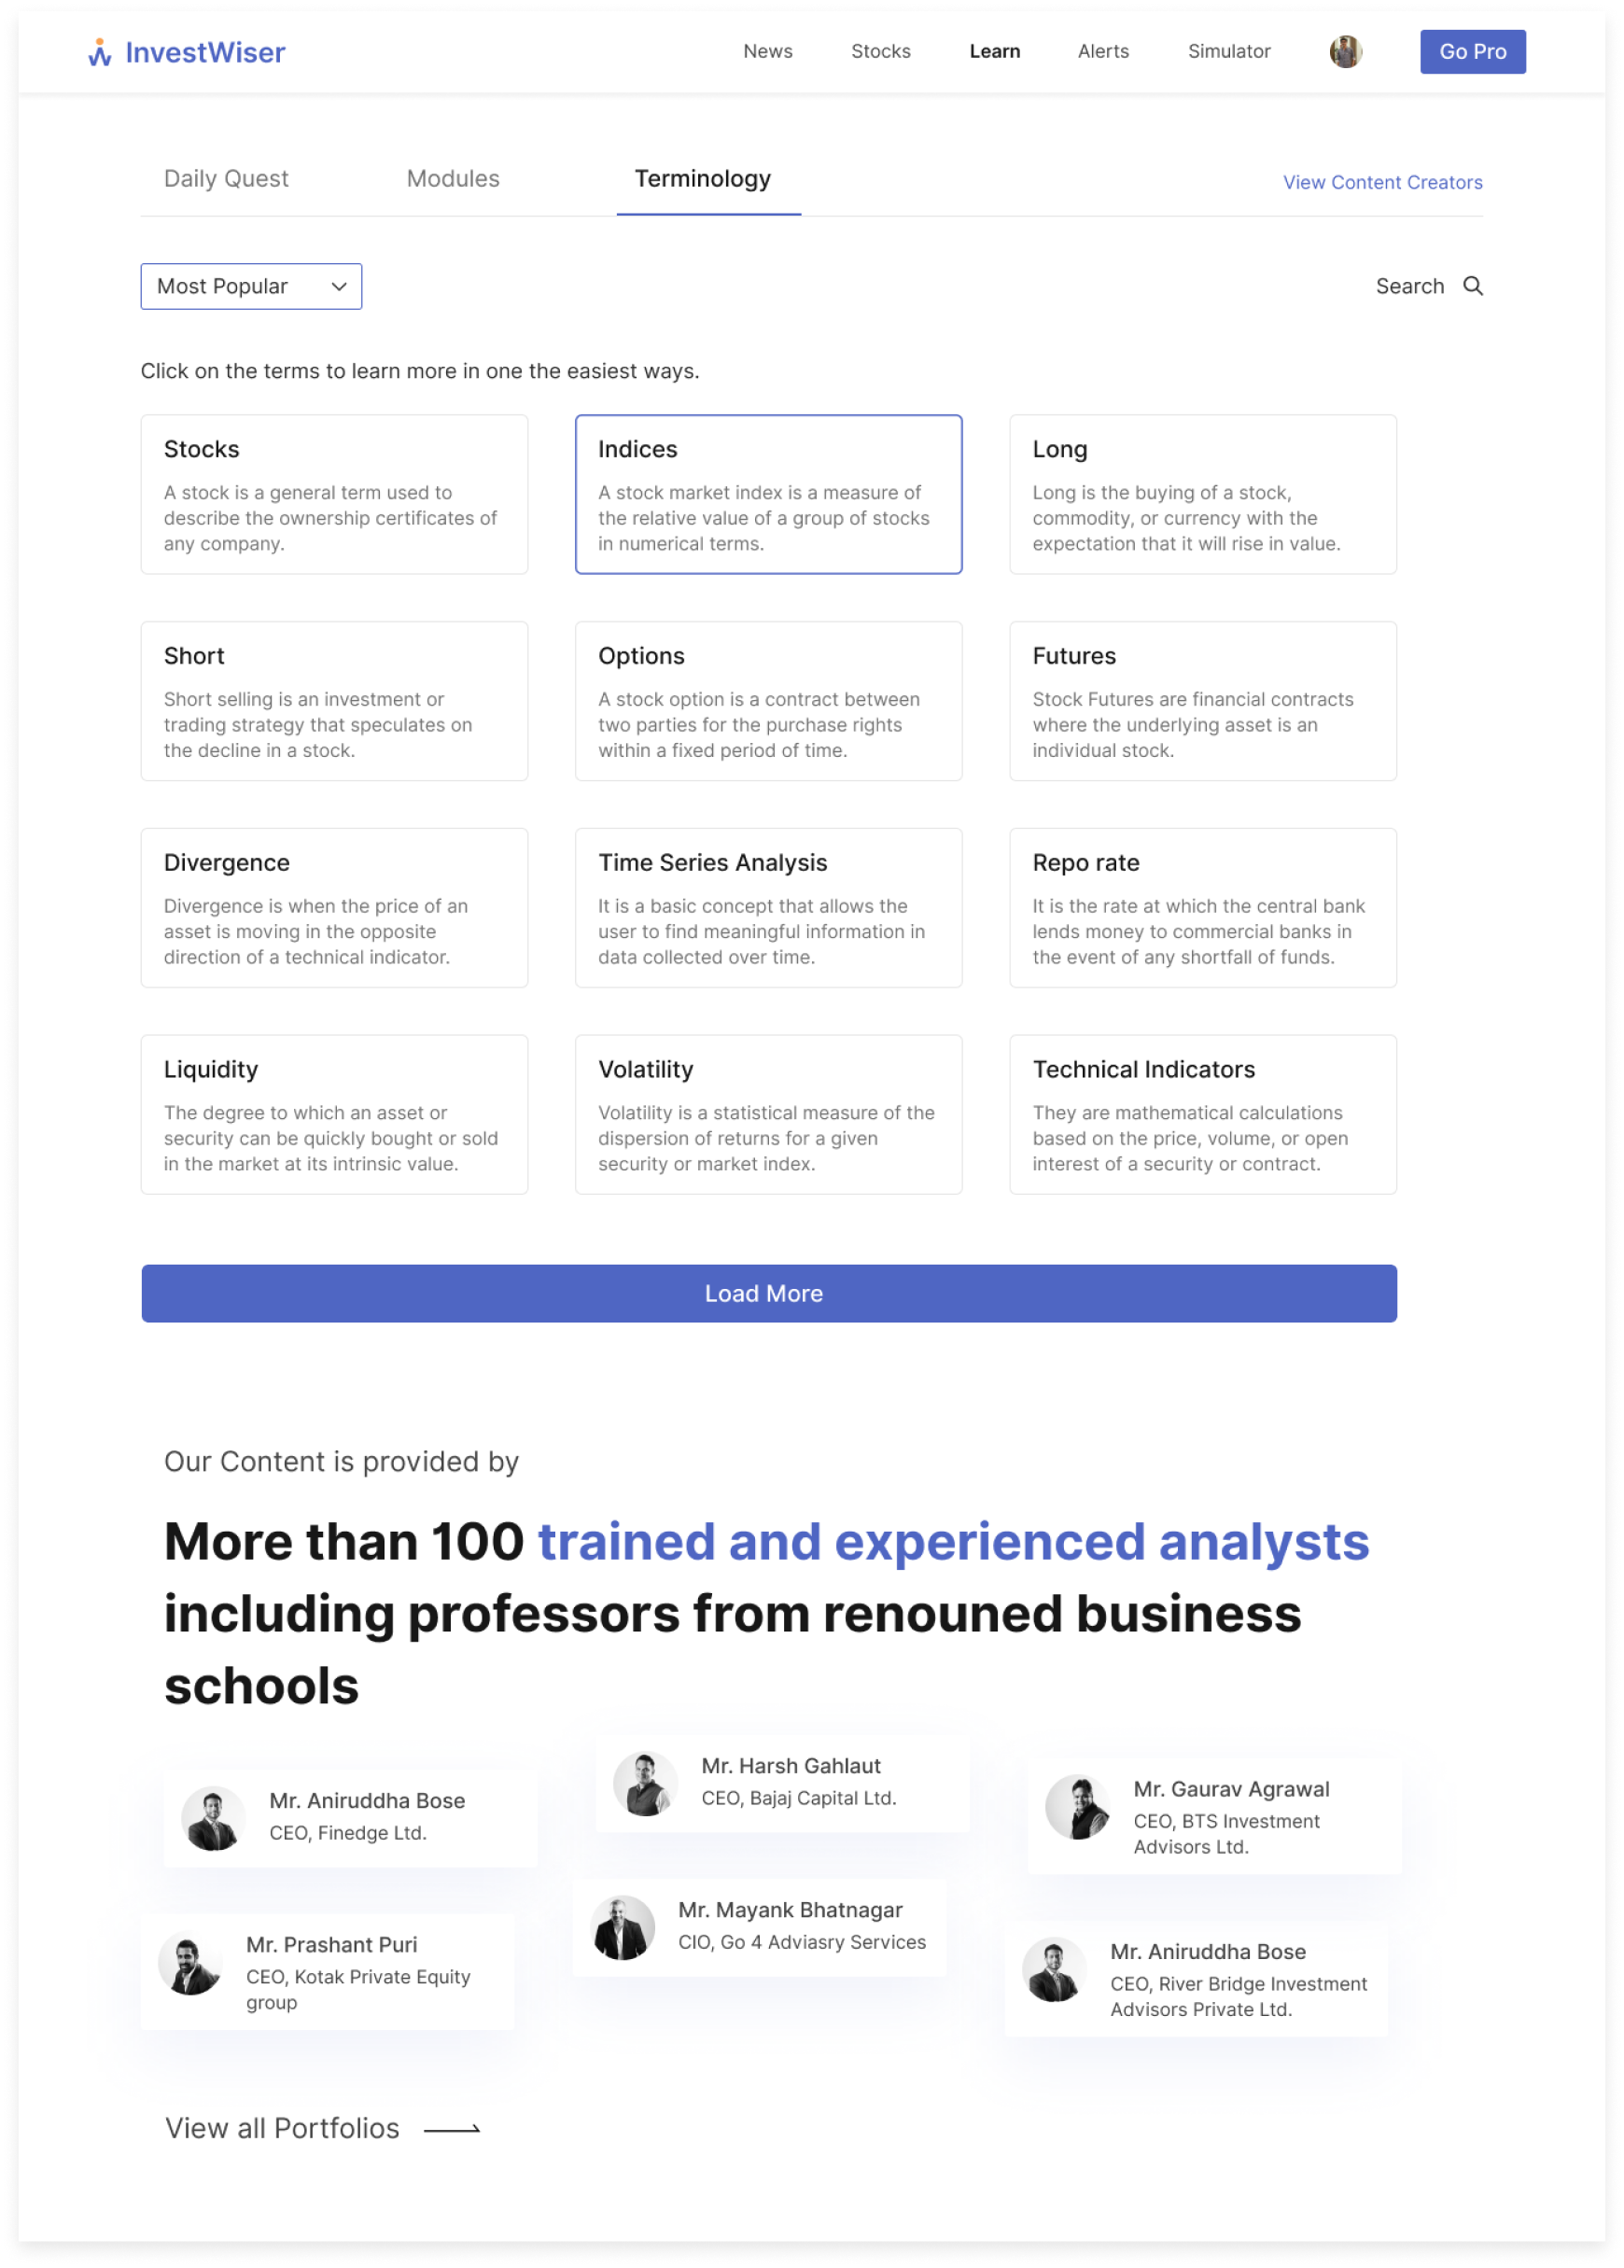 InvestWiser
News Stocks Learn Alerts Simulator Go Pro
Daily Quest Modules Terminology View Content Creators
Most Popular Search
Click on the terms to learn more in one the easiest ways.
Stocks
A stock is a general term used to
describe the ownership certificates of
any company.
Indices
A stock market index is a measure of
the relative value of a group of stocks
in numerical terms.
Long
Long is the buying of a stock,
commodity, or currency with the
expectation that it will rise in value.
Short
Short selling is an investment or
trading strategy that speculates on
the decline in a stock.
Options
A stock option is a contract between
two parties for the purchase rights
within a fixed period of time.
Futures
Stock Futures are financial contracts
where the underlying asset is an
individual stock.
Divergence
Divergence is when the price of an
asset is moving in the opposite
direction of a technical indicator.
Time Series Analysis
It is a basic concept that allows the
user to find meaningful information in
data collected over time.
Repo rate
It is the rate at which the central bank
lends money to commercial banks in
the event of any shortfall of funds.
Liquidity
The degree to which an asset or
security can be quickly bought or sold
in the market at its intrinsic value.
Volatility
Volatility is a statistical measure of the
dispersion of returns for a given
security or market index.
Technical Indicators
They are mathematical calculations
based on the price, volume, or open
interest of a security or contract.
Load More
Our Content is provided by
More than 100 trained and experienced analysts
including professors from renouned business
schools
Mr. Aniruddha Bose
CEO, Finedge Ltd.
Mr. Harsh Gahlaut
CEO, Bajaj Capital Ltd.
Mr. Gaurav Agrawal
CEO, BTS Investment
Advisors Ltd.
Mr. Prashant Puri
CEO, Kotak Private Equity
group
Mr. Mayank Bhatnagar
CIO, Go 4 Adviasry Services
Mr. Aniruddha Bose
CEO, River Bridge Investment
Advisors Private Ltd.
View all Portfolios